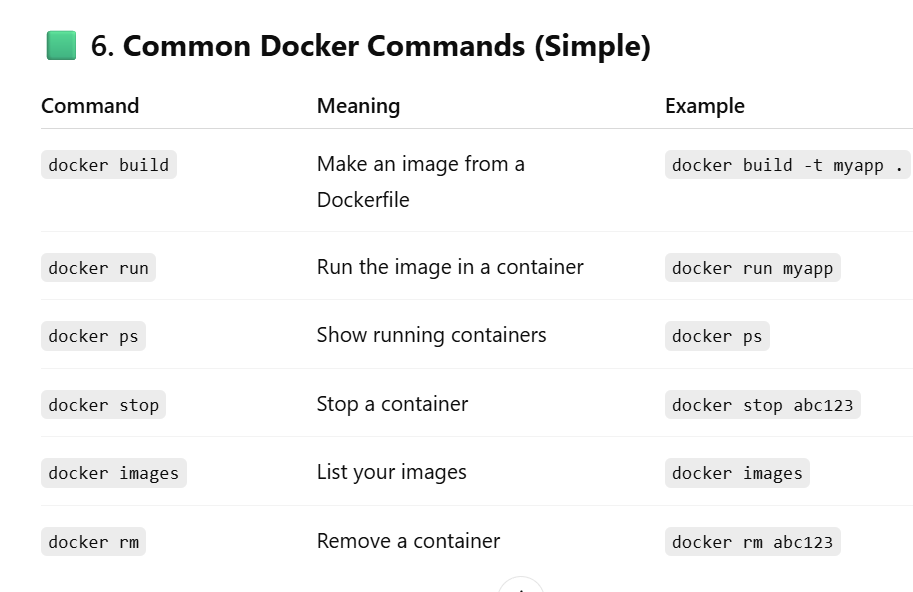 6. Common Docker Commands (Simple)
Command Meaning Example
docker build Make an image from a docker build -t myapp .
Dockerfile
docker run Run the image in a container docker run myapp
docker ps Show running containers docker ps
docker stop Stop a container docker stop abc123
docker images List your images docker images
docker rm Remove a container docker rm abc123